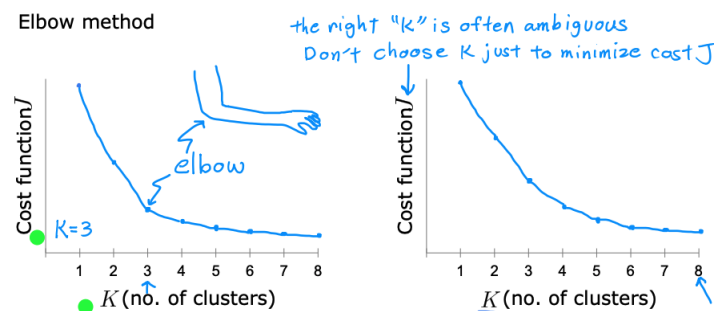 Elbow method
the right "K" is often ambiguous
Don't choose K just to minimize cost J
Cost function J
elbow
K=3
1 2 3 4 5 6 7 8
K (no. of clusters)
Cost function J
1 2 3 4 5 6 7 8
K (no. of clusters)